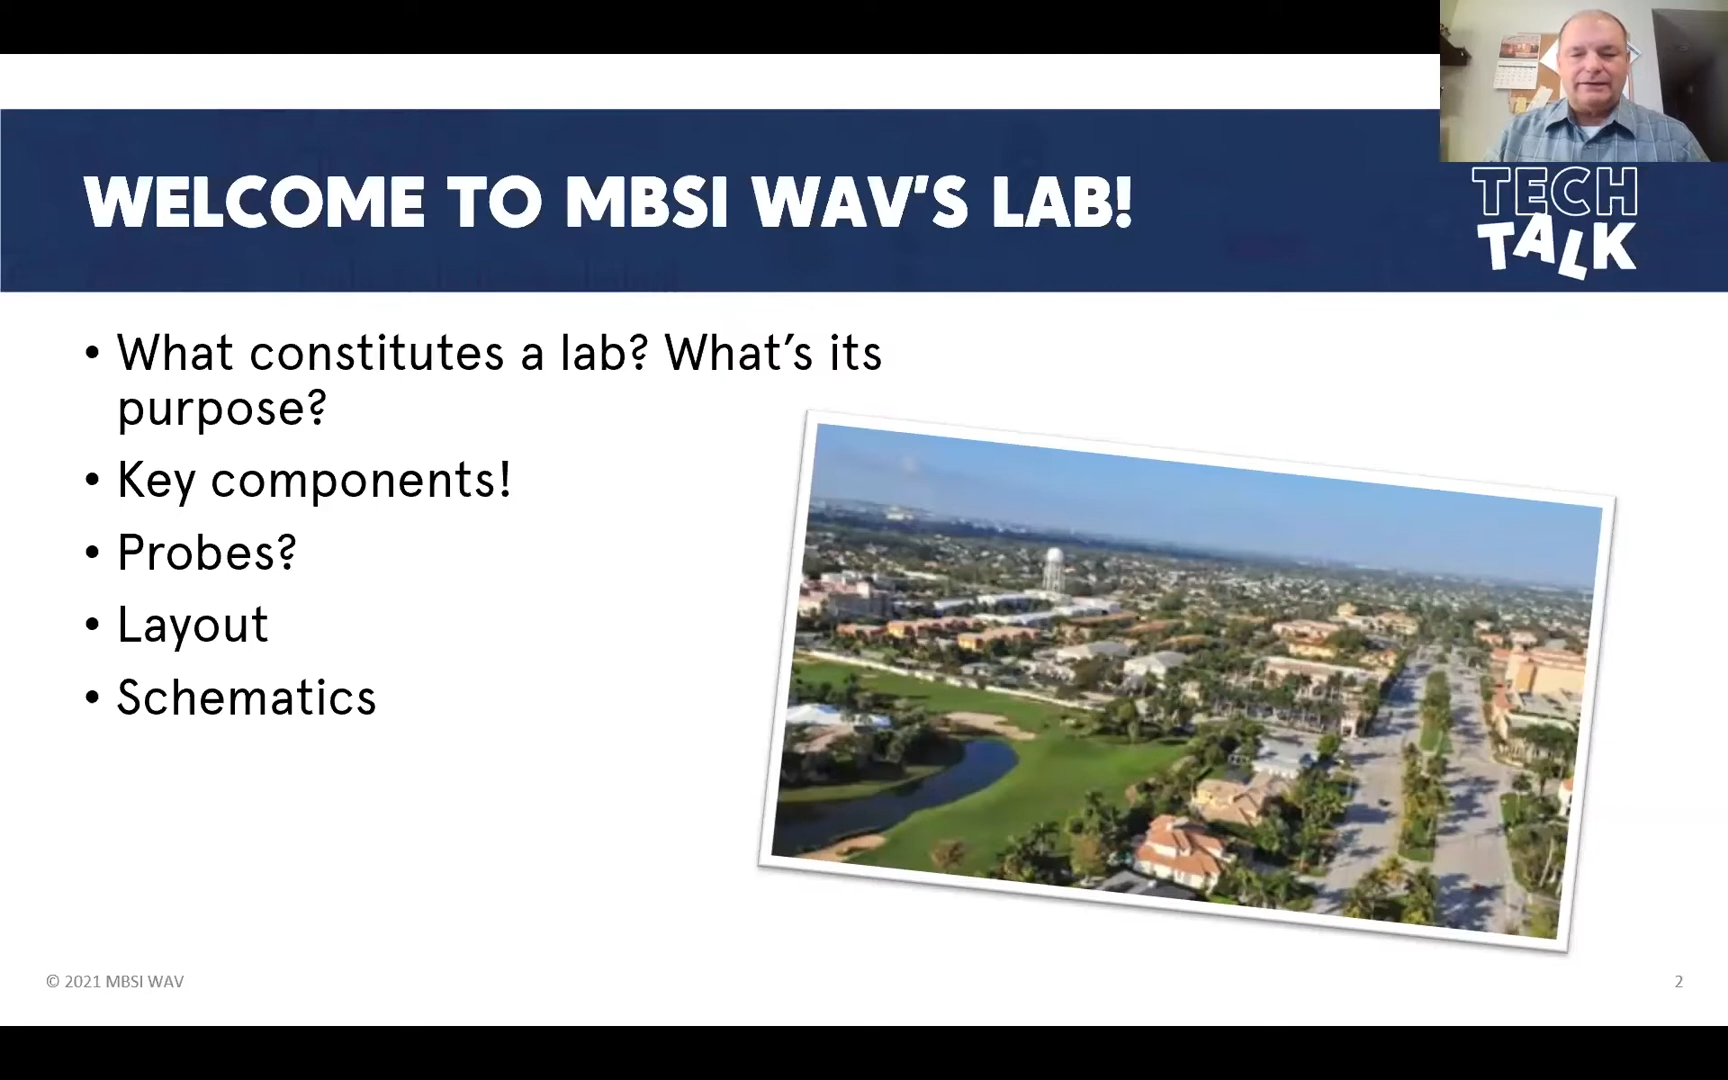 WELCOME TO MBSI WAV'S LAB!
TECH
TALK
• What constitutes a lab? What's its
purpose?
• Key components!
• Probes?
• Layout
• Schematics
© 2021 MBSI WAV
2